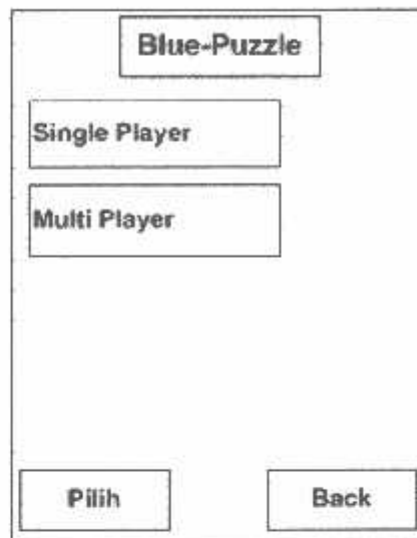 Blue-Puzzle
Single Player
Multi Player
Pilih
Back